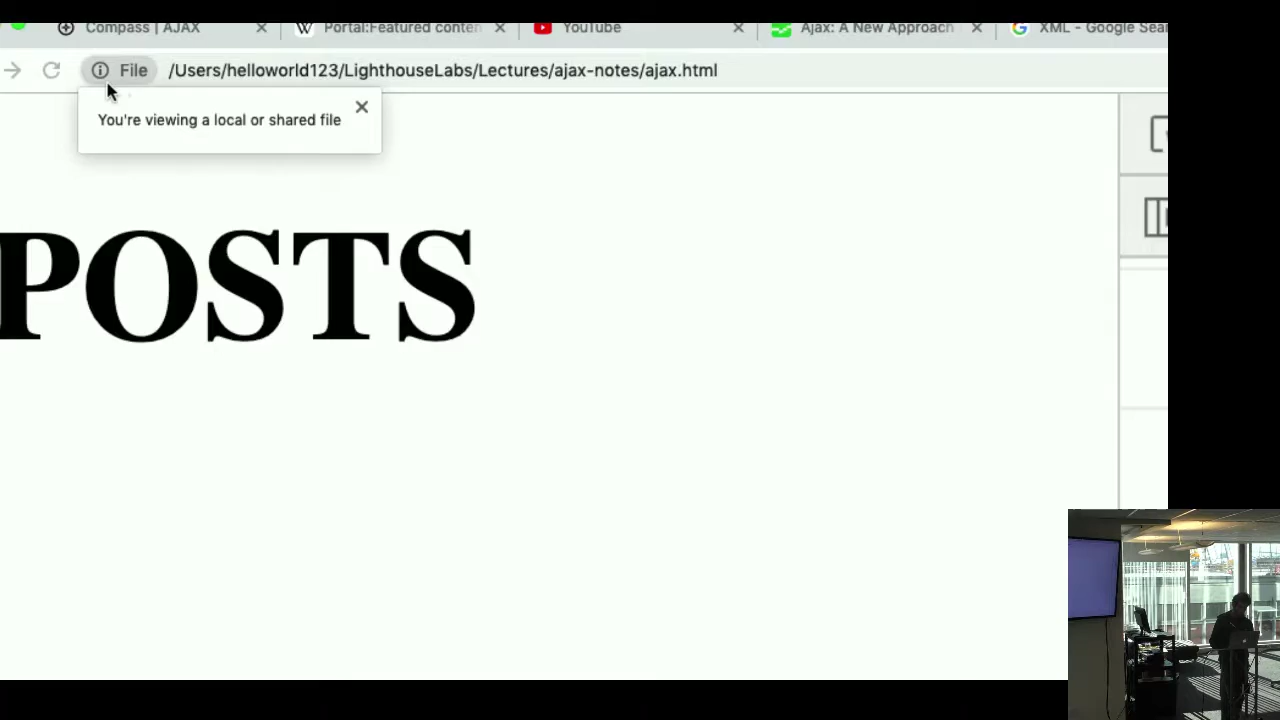 Compass | AJAX
Portal:Featured conten
YouTube
Ajax: A New Approach
XML - Google Sear
File
/Users/helloworld123/LighthouseLabs/Lectures/ajax-notes/ajax.html
You're viewing a local or shared file
POSTS